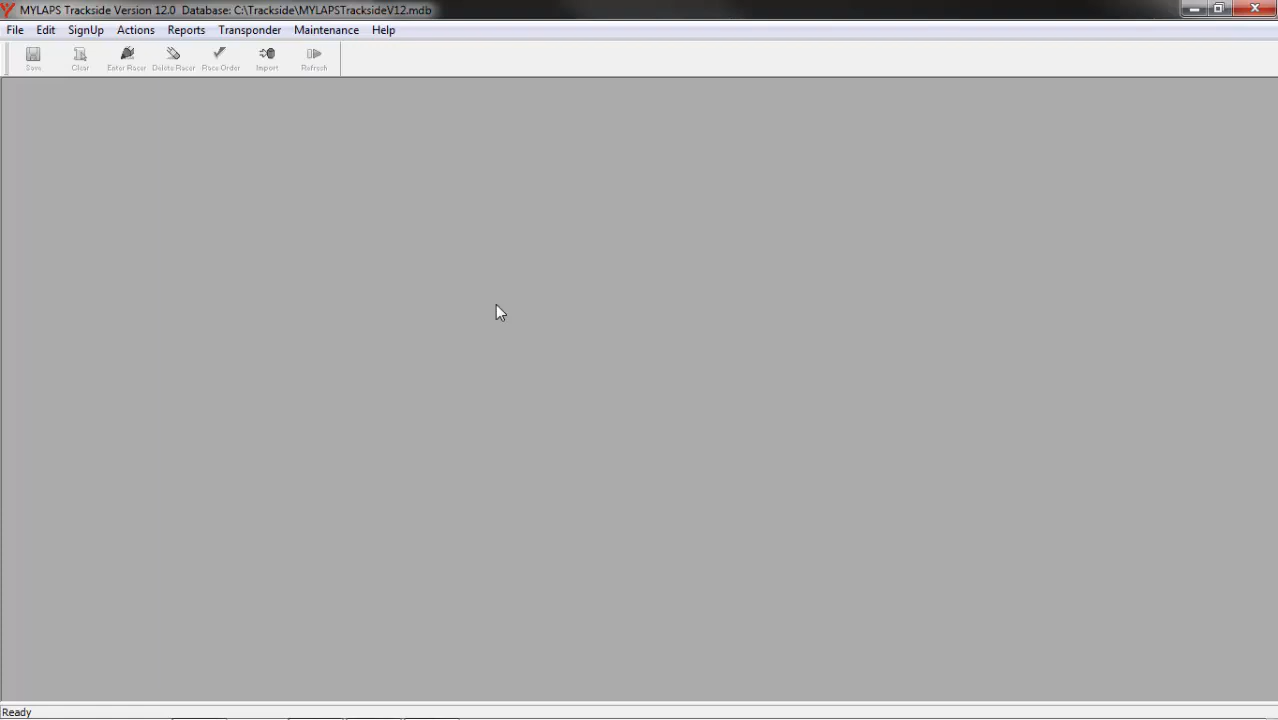 MYLAPS Trackside Version 12.0  Database: C:\Trackside\MYLAPSTracksideV12.mdb
File Edit SignUp Actions Reports Transponder Maintenance Help
Save Clear Enter Racer Delete Racer Race Order Import Refresh
Ready